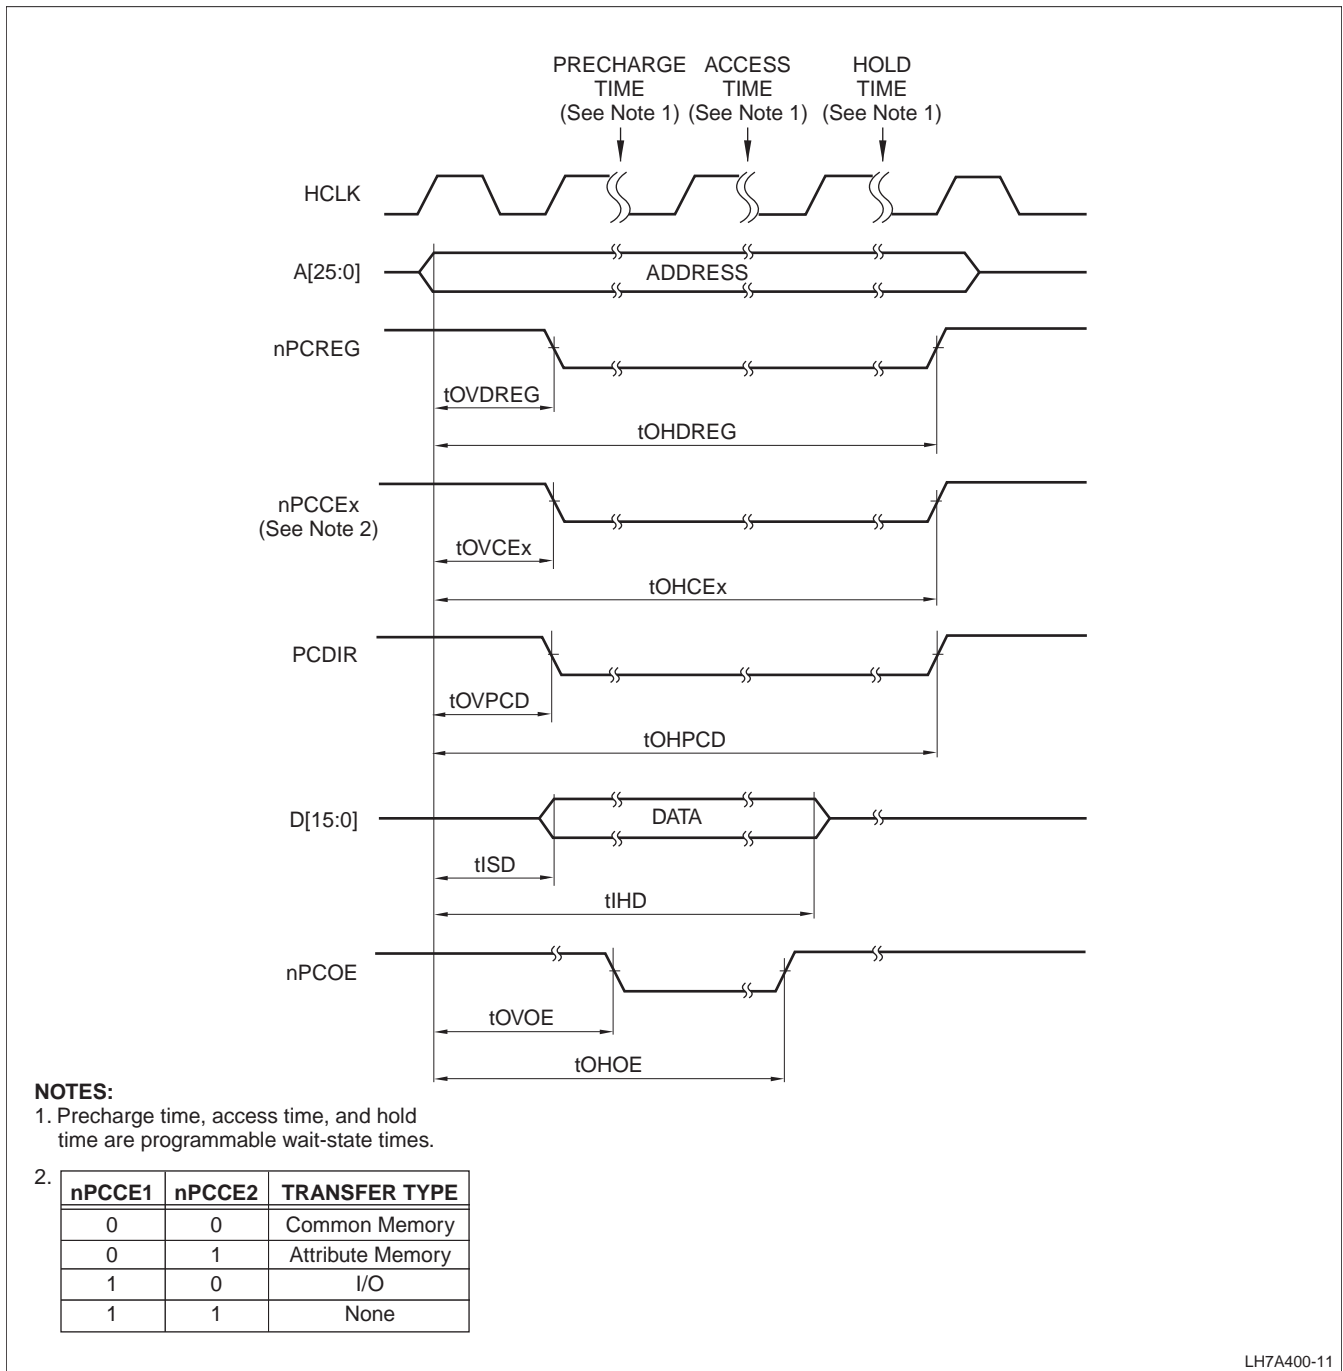 PRECHARGE TIME (See Note 1)
ACCESS TIME (See Note 1)
HOLD TIME (See Note 1)
HCLK
A[25:0]
ADDRESS
nPCREG
tOVDREG
tOHDREG
nPCCEx
(See Note 2)
tOVCEx
tOHCEx
PCDIR
tOVPCD
tOHPCD
D[15:0]
DATA
tISD
tIHD
nPCOE
tOVOE
tOHOE
NOTES:
1. Precharge time, access time, and hold
time are programmable wait-state times.
2.
nPCCE1 nPCCE2 TRANSFER TYPE
0 0 Common Memory
0 1 Attribute Memory
1 0 I/O
1 1 None
LH7A400-11